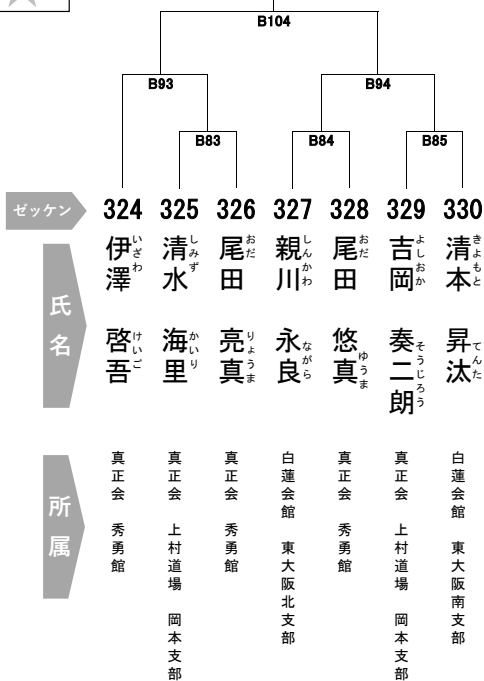 B104
B93
B94
B83
B84
B85
ゼッケン
324
325
326
327
328
329
330
氏名
伊澤 啓吾
いざわ けいご
清水 海里
しみず かいり
尾田 亮真
おだ りょうま
親川 永良
しんかわ ながら
尾田 悠真
おだ ゆうま
吉岡 奏二朗
よしおか そうじろう
清本 昇汰
きよもと てんた
所属
真正会 秀勇館
真正会 上村道場 岡本支部
真正会 秀勇館
白蓮会館 東大阪北支部
真正会 秀勇館
真正会 上村道場 岡本支部
白蓮会館 東大阪南支部